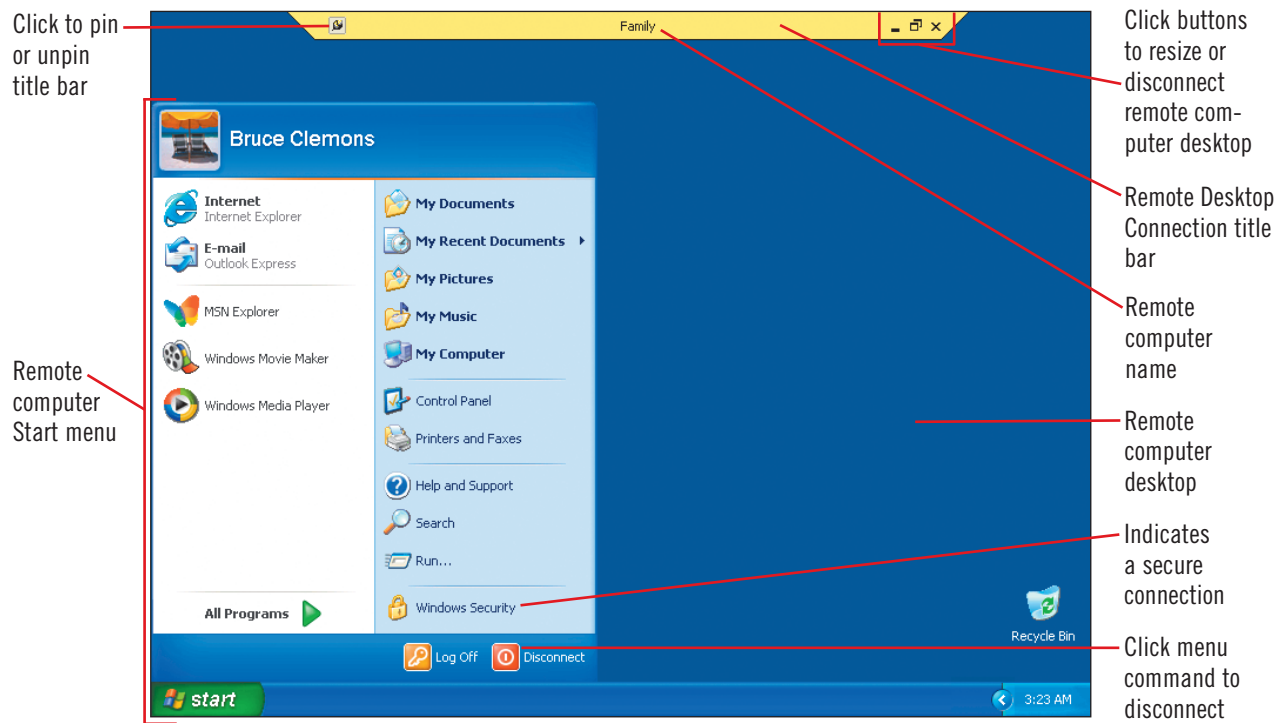 Click to pin
or unpin
title bar
Family
Click buttons
to resize or
disconnect
remote com-
puter desktop
Bruce Clemons
Internet
Internet Explorer
E-mail
Outlook Express
MSN Explorer
Windows Movie Maker
Windows Media Player
All Programs
My Documents
My Recent Documents
My Pictures
My Music
My Computer
Control Panel
Printers and Faxes
Help and Support
Search
Run...
Windows Security
Log Off
Disconnect
start
Recycle Bin
3:23 AM
Remote
computer
Start menu
Remote Desktop
Connection title
bar
Remote
computer
name
Remote
computer
desktop
Indicates
a secure
connection
Click menu
command to
disconnect